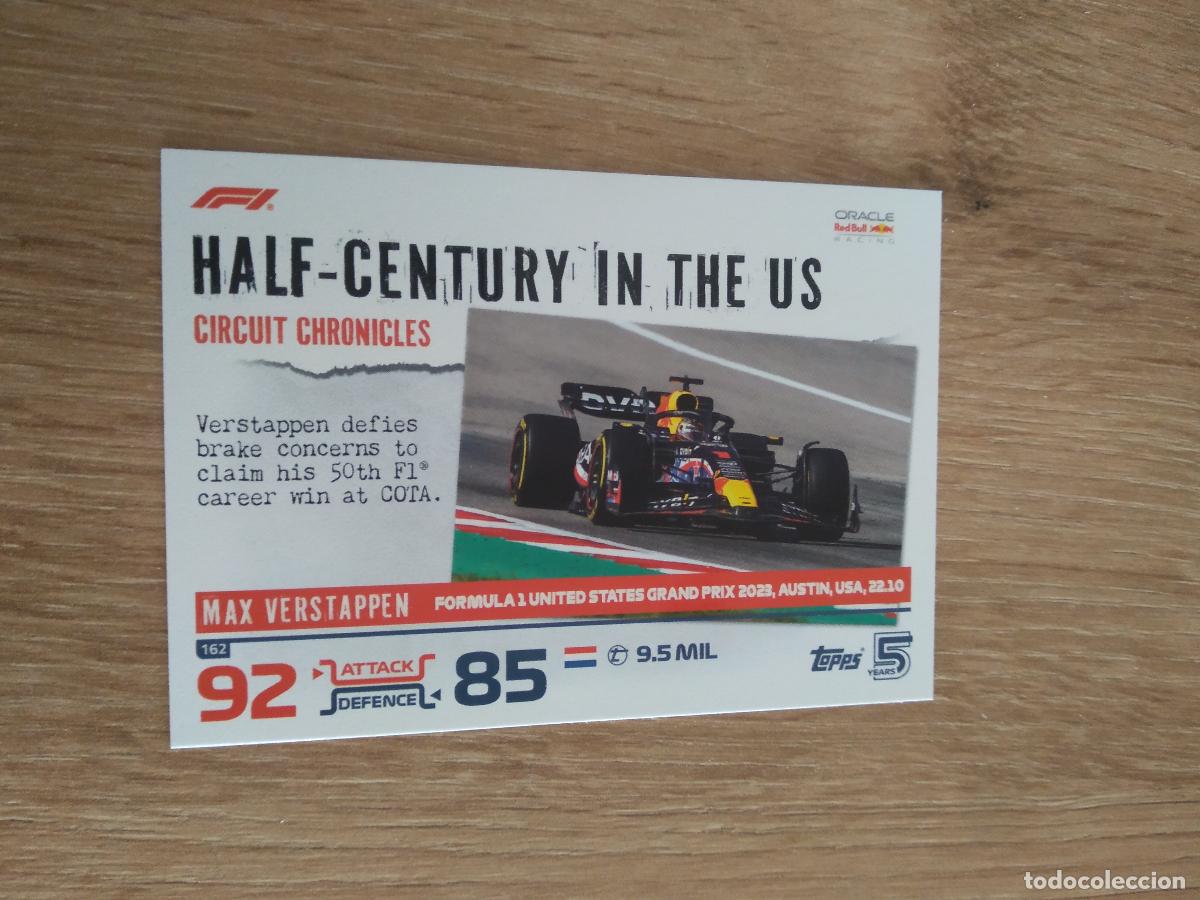 F1®
ORACLE
Red Bull
RACING
HALF-CENTURY IN THE US
CIRCUIT CHRONICLES
Verstappen defies
brake concerns to
claim his 50th F1®
career win at COTA.
BYBIT
1
MAX VERSTAPPEN FORMULA 1 UNITED STATES GRAND PRIX 2023, AUSTIN, USA, 22.10
162
92 ATTACK
DEFENCE 85
9.5 MIL
Topps® 5
YEARS
todocoleccion